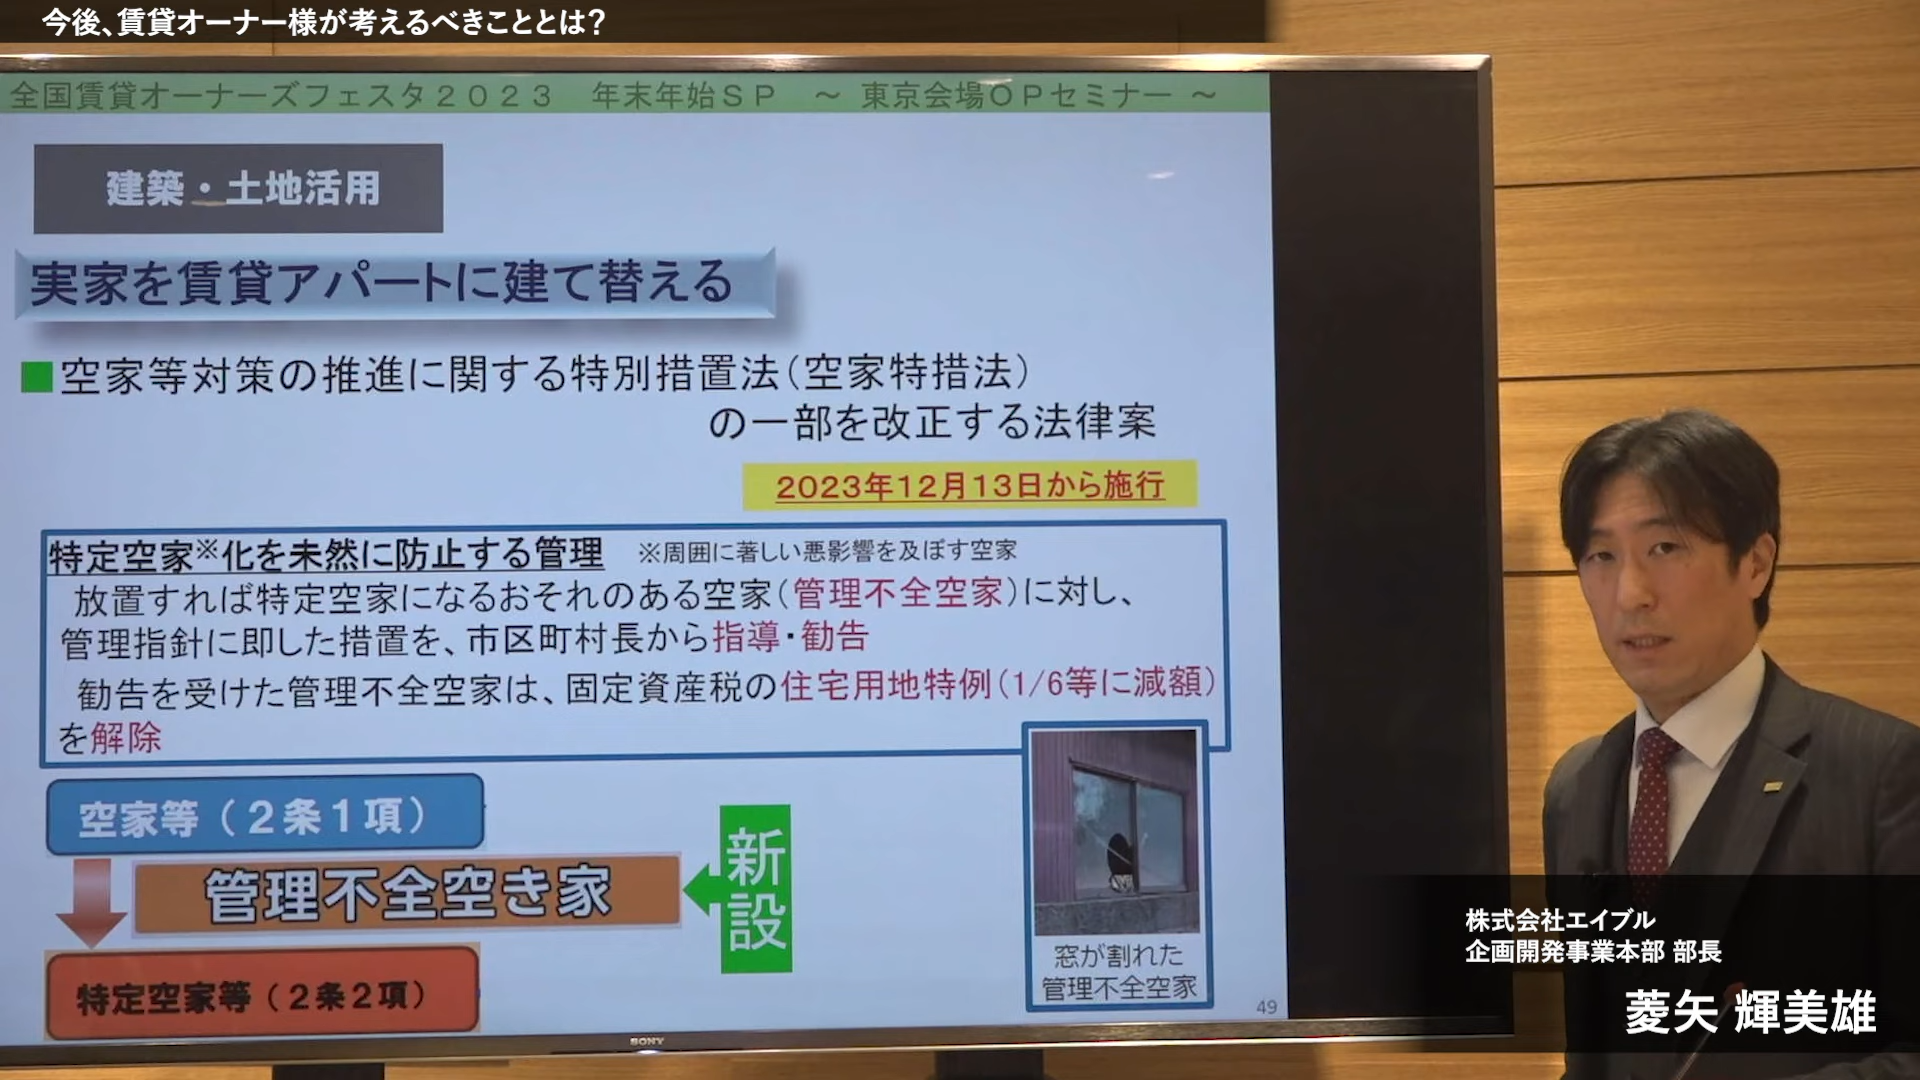 今後、賃貸オーナー様が考えるべきこととは？
全国賃貸オーナーズフェスタ２０２３　年末年始ＳＰ　～ 東京会場ＯＰセミナー ～
建築・土地活用
実家を賃貸アパートに建て替える
■空家等対策の推進に関する特別措置法（空家特措法）
の一部を改正する法律案
2023年12月13日から施行
特定空家※化を未然に防止する管理　※周囲に著しい悪影響を及ぼす空家
放置すれば特定空家になるおそれのある空家（管理不全空家）に対し、
管理指針に即した措置を、市区町村長から指導・勧告
勧告を受けた管理不全空家は、固定資産税の住宅用地特例（1/6等に減額）
を解除
空家等（２条１項）
管理不全空き家
新設
特定空家等（２条２項）
窓が割れた
管理不全空家
49
SONY
株式会社エイブル
企画開発事業本部 部長
菱矢 輝美雄